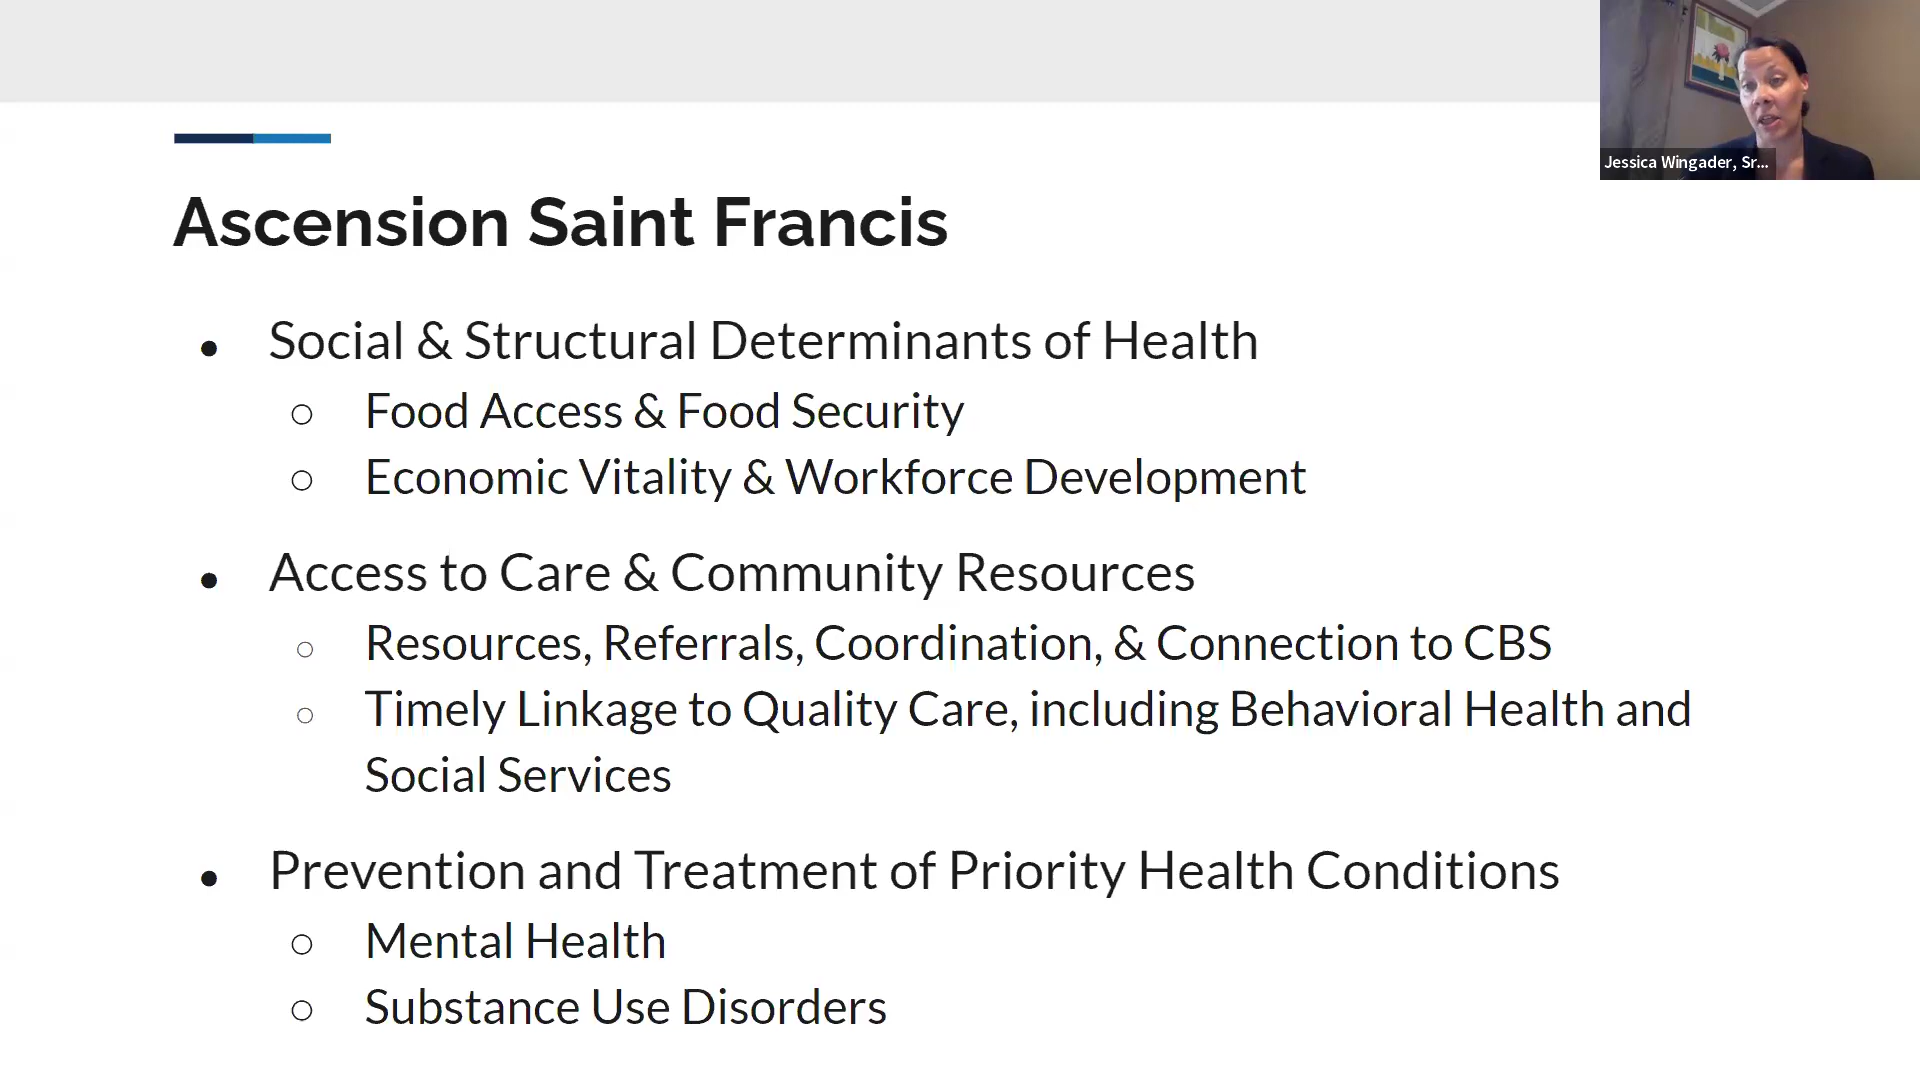 Jessica Wingader, Sr...
Ascension Saint Francis
● Social & Structural Determinants of Health
○ Food Access & Food Security
○ Economic Vitality & Workforce Development
● Access to Care & Community Resources
○ Resources, Referrals, Coordination, & Connection to CBS
○ Timely Linkage to Quality Care, including Behavioral Health and
Social Services
● Prevention and Treatment of Priority Health Conditions
○ Mental Health
○ Substance Use Disorders